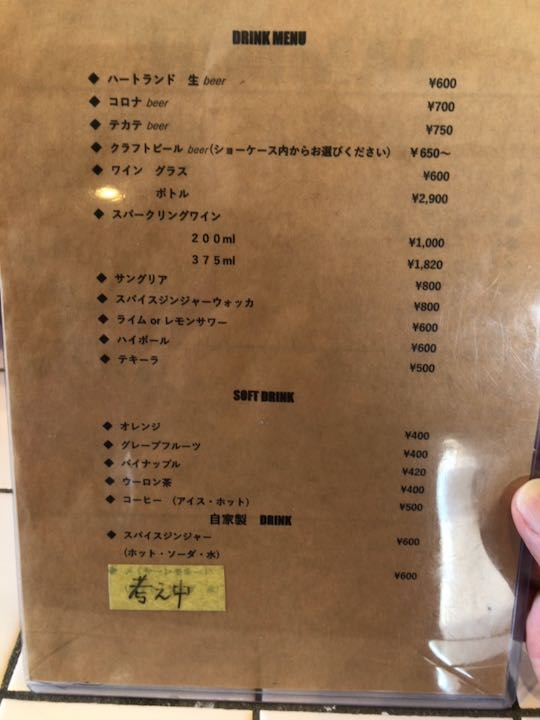 DRINK MENU
◆ ハートランド 生 beer ¥600
◆ コロナ beer ¥700
◆ テカテ beer ¥750
◆ クラフトビール beer(ショーケース内からお選びください) ¥650〜
◆ ワイン グラス ¥600
ボトル ¥2,900
◆ スパークリングワイン
200ml ¥1,000
375ml ¥1,820
◆ サングリア ¥800
◆ スパイスジンジャーウォッカ ¥800
◆ ライム or レモンサワー ¥600
◆ ハイボール ¥600
◆ テキーラ ¥500
SOFT DRINK
◆ オレンジ ¥400
◆ グレープフルーツ ¥400
◆ パイナップル ¥420
◆ ウーロン茶 ¥400
◆ コーヒー (アイス・ホット) ¥500
自家製 DRINK
◆ スパイスジンジャー ¥600
(ホット・ソーダ・水)
¥600
考え中